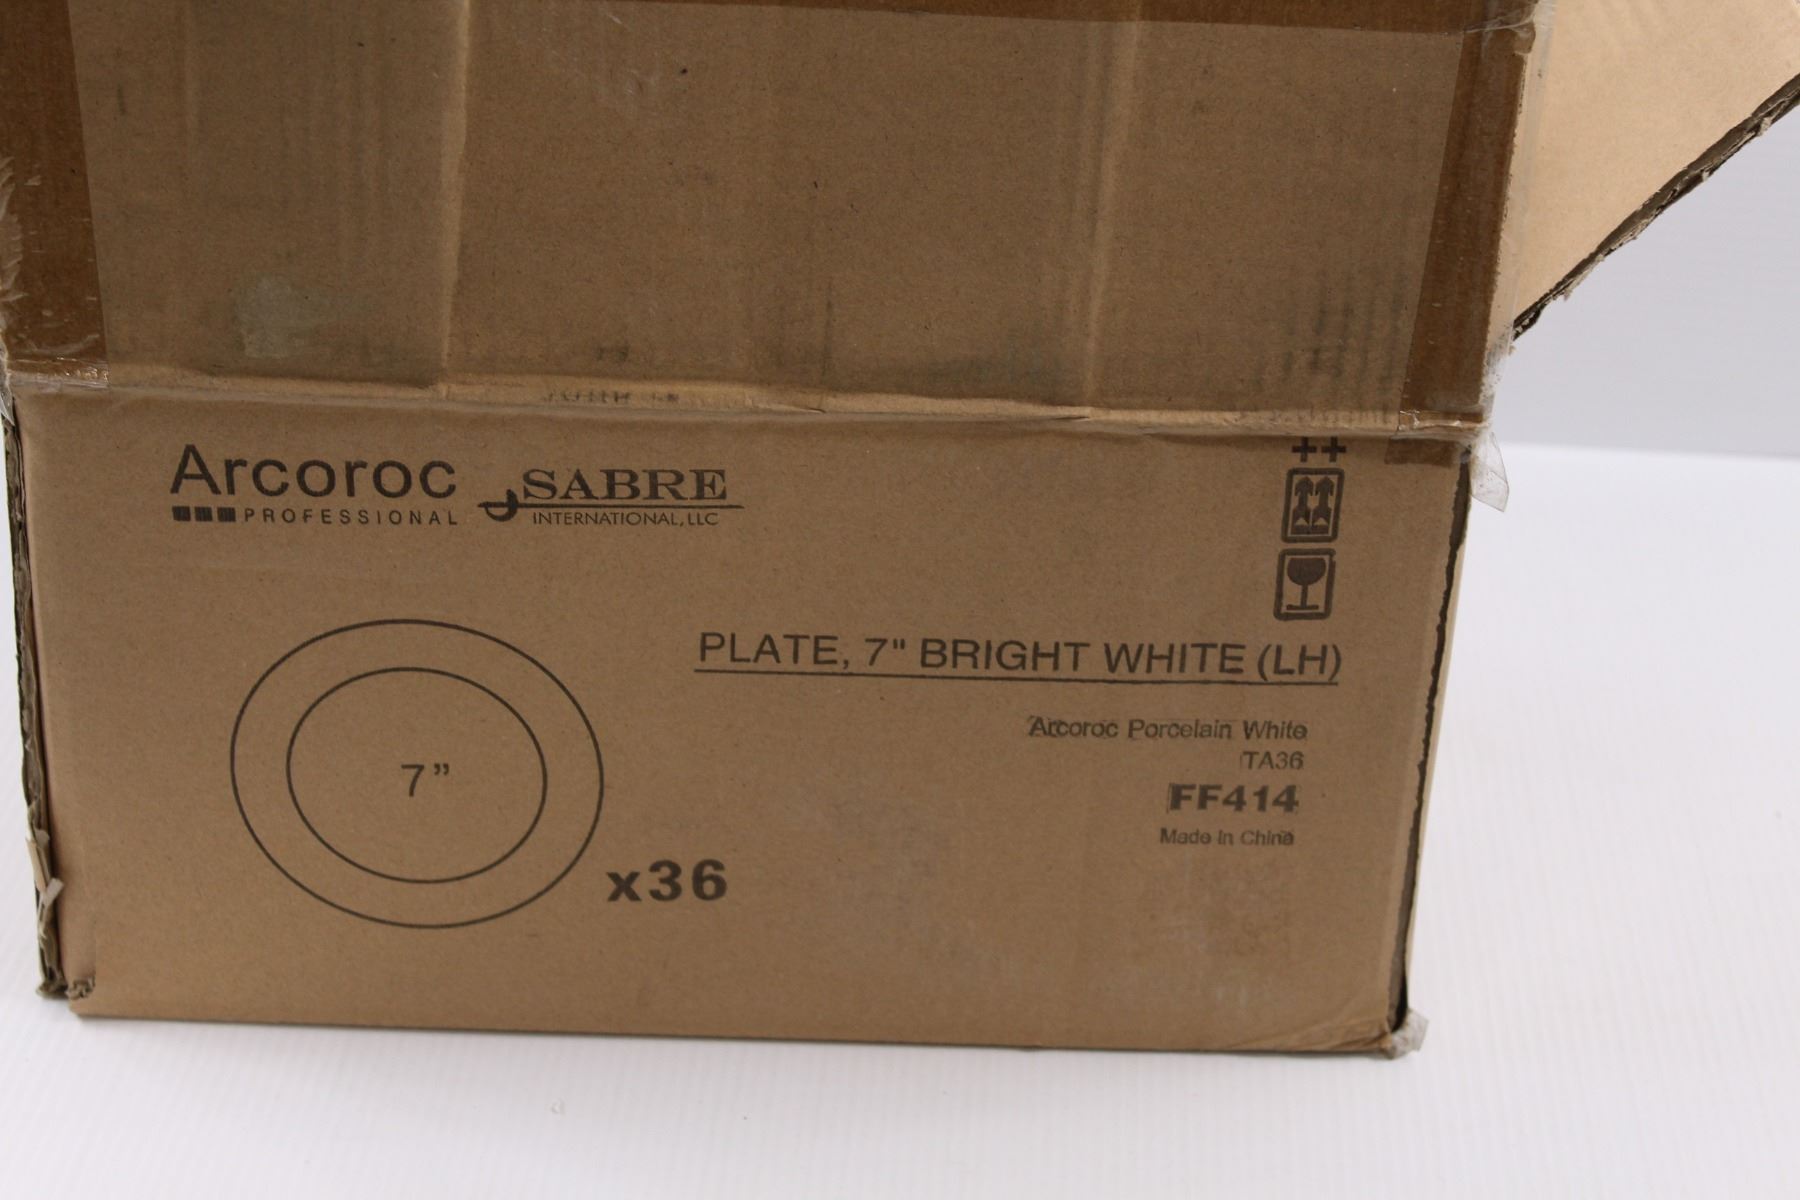 Arcoroc
PROFESSIONAL
SABRE
INTERNATIONAL, LLC
PLATE, 7" BRIGHT WHITE (LH)
Arcoroc Porcelain White
TA36
FF414
Made in China
7"
x36